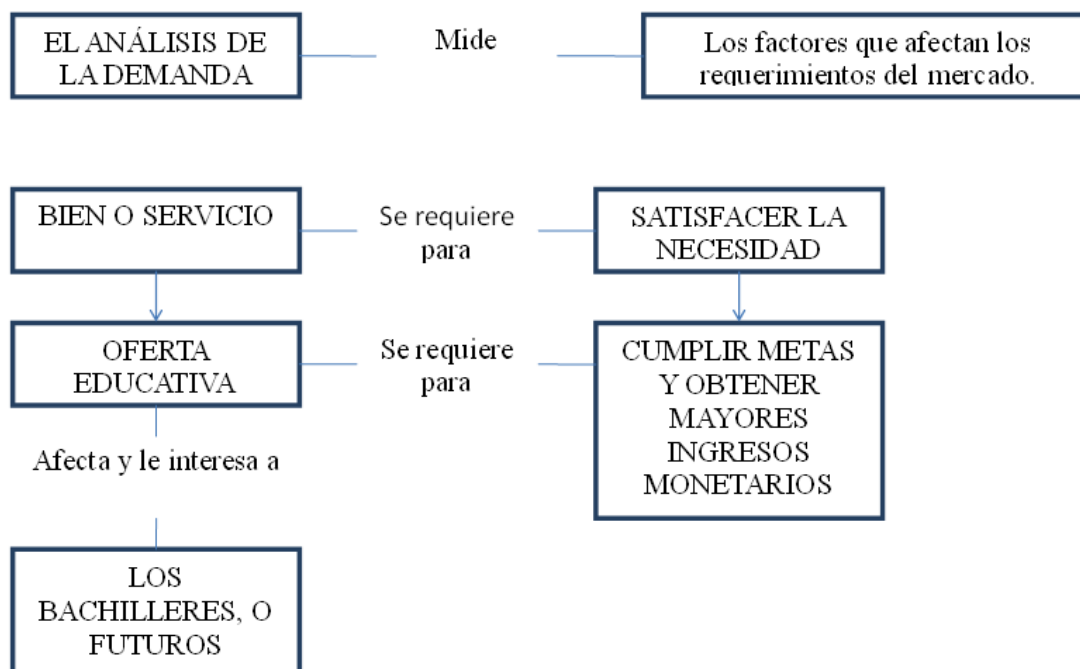 EL ANÁLISIS DE
LA DEMANDA
Mide
Los factores que afectan los
requerimientos del mercado.
BIEN O SERVICIO
Se requiere
para
SATISFACER LA
NECESIDAD
OFERTA
EDUCATIVA
Se requiere
para
CUMPLIR METAS
Y OBTENER
MAYORES
INGRESOS
MONETARIOS
Afecta y le interesa a
LOS
BACHILLERES, O
FUTUROS